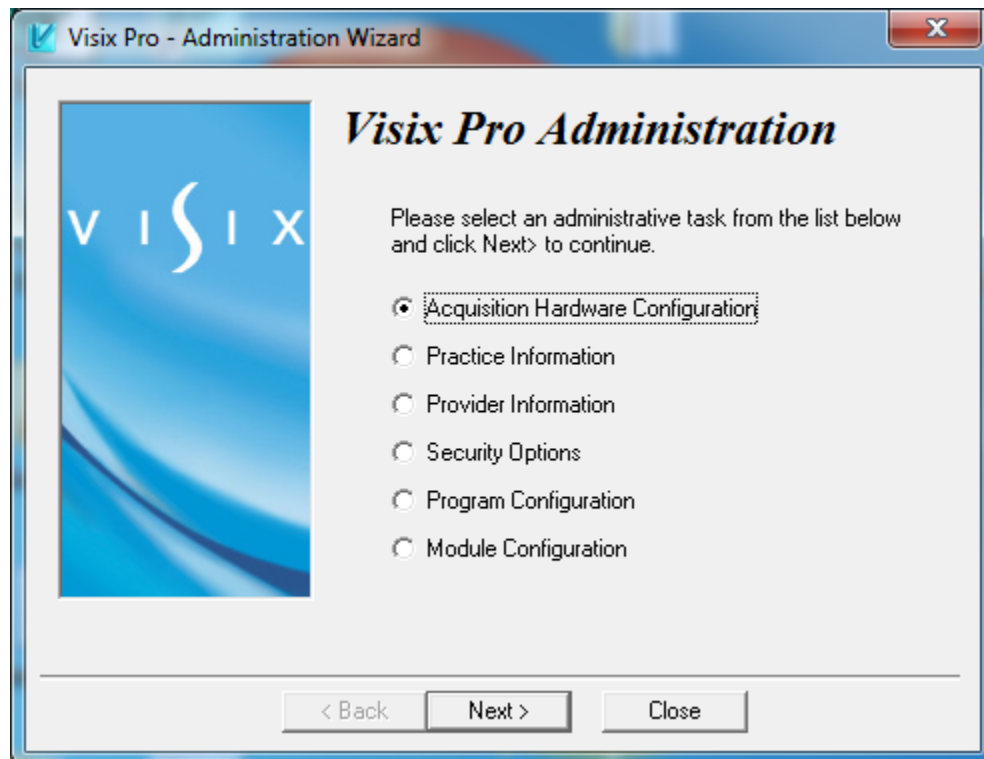 Visix Pro - Administration Wizard
VISIX
Visix Pro Administration
Please select an administrative task from the list below
and click Next> to continue.
Acquisition Hardware Configuration
Practice Information
Provider Information
Security Options
Program Configuration
Module Configuration
< Back
Next >
Close